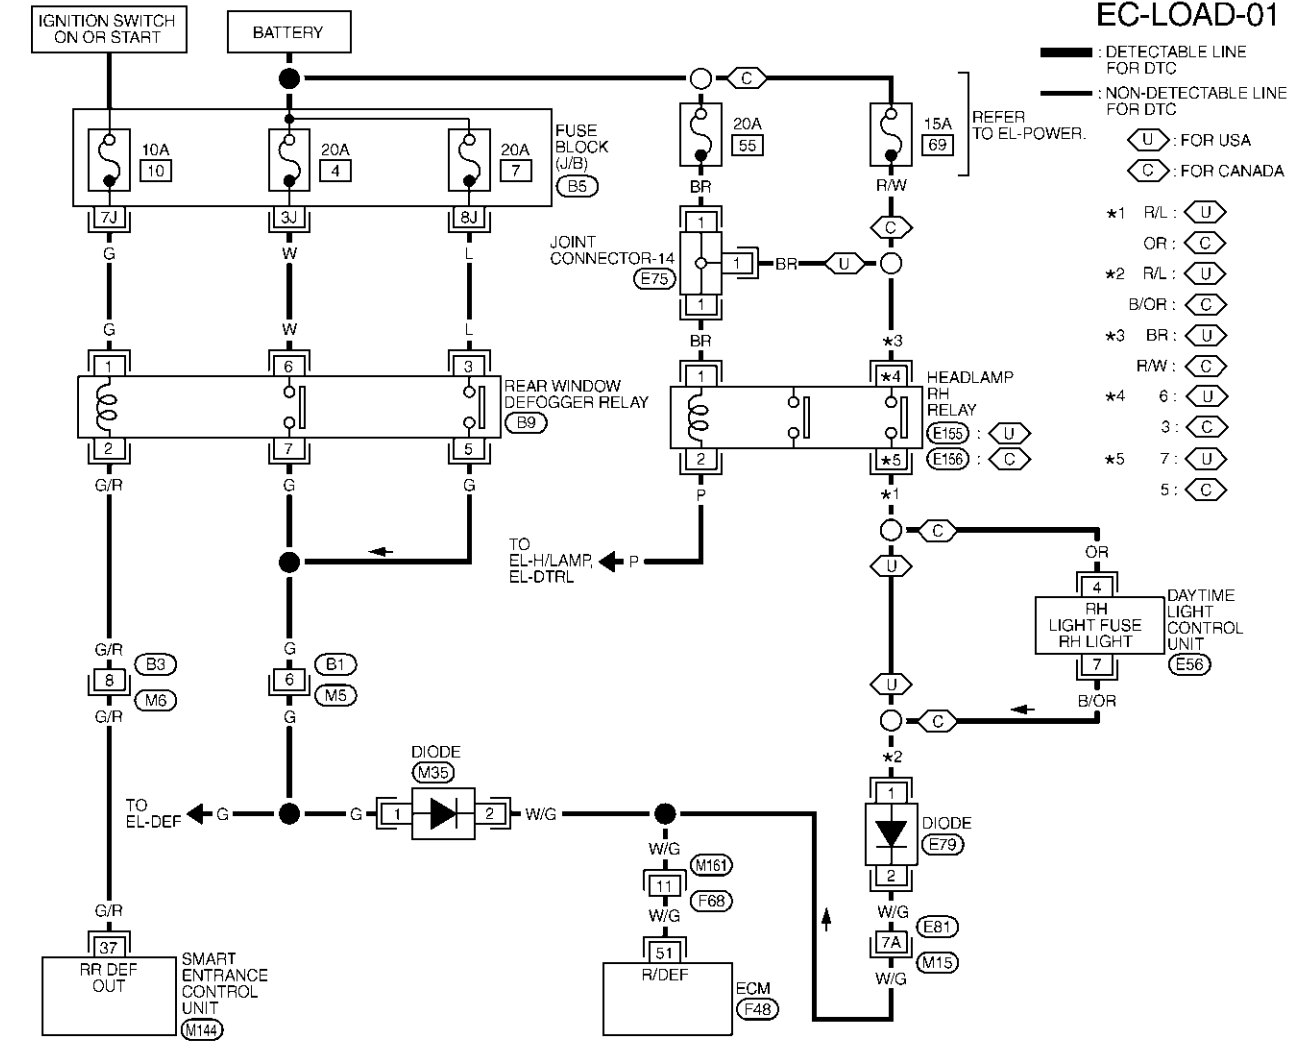 EC-LOAD-01
IGNITION SWITCH
ON OR START
BATTERY
: DETECTABLE LINE
FOR DTC
: NON-DETECTABLE LINE
FOR DTC
U : FOR USA
C : FOR CANADA
C
REFER
TO EL-POWER.
10A
10
20A
4
20A
7
FUSE
BLOCK
(J/B)
B5
20A
55
15A
69
7J
3J
8J
BR
R/W
G
W
L
1
C
*1 R/L : U
OR : C
*2 R/L : U
B/OR : C
*3 BR : U
R/W : C
*4 6 : U
3 : C
*5 7 : U
5 : C
JOINT
CONNECTOR-14
E75
1
BR
U
1
G
W
L
BR
*3
1
6
3
1
*4
REAR WINDOW
DEFOGGER RELAY
B9
HEADLAMP
RH
RELAY
E155 : U
E156 : C
2
7
5
2
*5
G/R
G
G
P
*1
C
TO
EL-H/LAMP,
EL-DTRL
P
U
OR
4
RH
LIGHT FUSE
RH LIGHT
7
DAYTIME
LIGHT
CONTROL
UNIT
E56
G/R
G
8
B3
M6
6
B1
M5
U
B/OR
G/R
G
C
*2
DIODE
M35
TO
EL-DEF
G
G
1
2
W/G
1
DIODE
E79
2
W/G
M161
11
F68
W/G
W/G
E81
7A
M15
W/G
G/R
37
RR DEF
OUT
SMART
ENTRANCE
CONTROL
UNIT
M144
51
R/DEF
ECM
F48